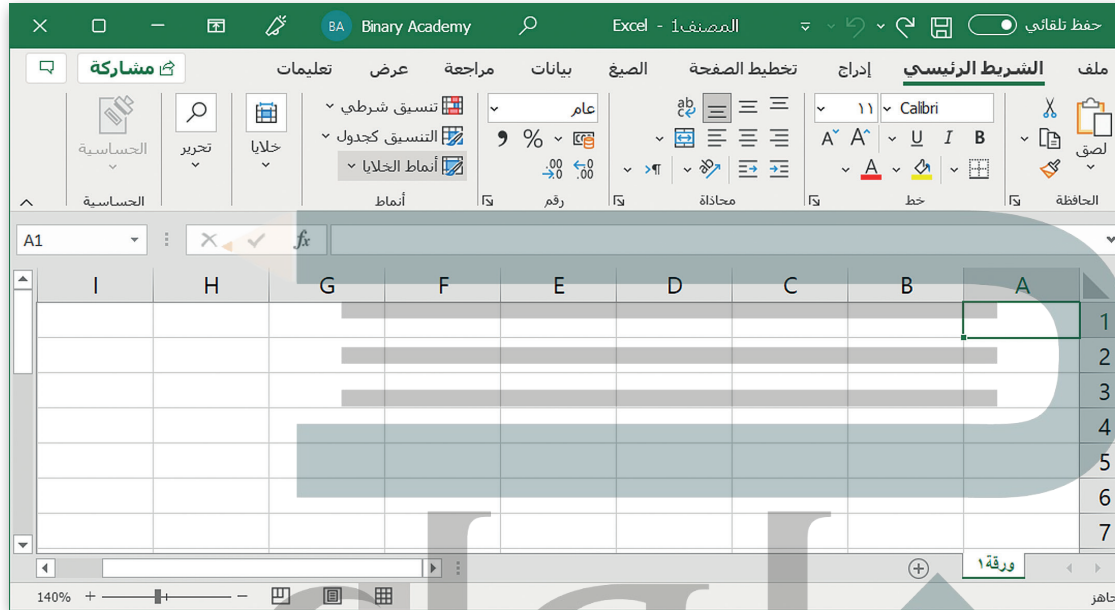 حفظ تلقائي المصنف1 - Excel Binary Academy BA
ملف الشريط الرئيسي إدراج تخطيط الصفحة الصيغ بيانات مراجعة عرض تعليمات مشاركة
لصق Calibri ١١ B I U A A A ab عام % تنسيق شرطي التنسيق كجدول أنماط الخلايا خلايا تحرير الحساسية
الحافظة خط محاذاة رقم أنماط الحساسية
A1 fx
A B C D E F G H I
1
2
3
4
5
6
7
ورقة١
جاهز 140%